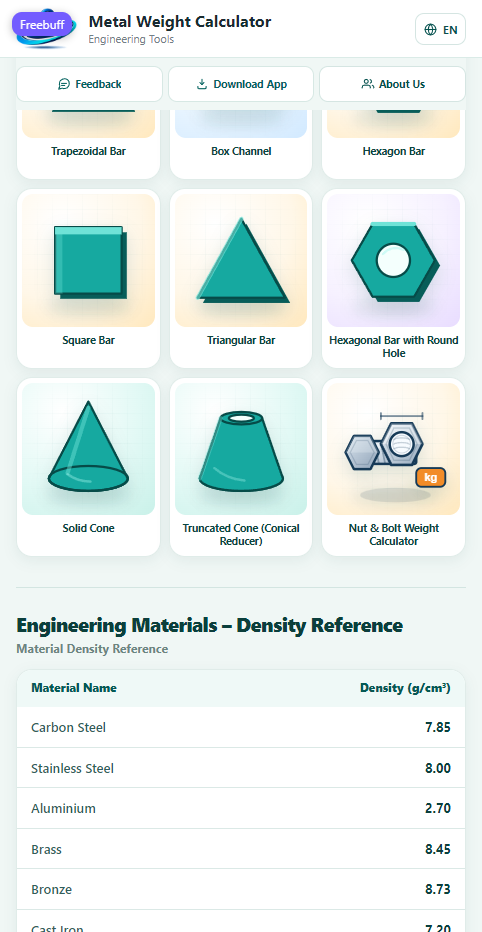 Freebuff
Metal Weight Calculator
Engineering Tools
EN
Feedback
Download App
About Us
Trapezoidal Bar
Box Channel
Hexagon Bar
Square Bar
Triangular Bar
Hexagonal Bar with Round
Hole
Solid Cone
Truncated Cone (Conical
Reducer)
kg
Nut & Bolt Weight
Calculator
Engineering Materials – Density Reference
Material Density Reference
Material Name Density (g/cm³)
Carbon Steel 7.85
Stainless Steel 8.00
Aluminium 2.70
Brass 8.45
Bronze 8.73
Cast Iron 7.20